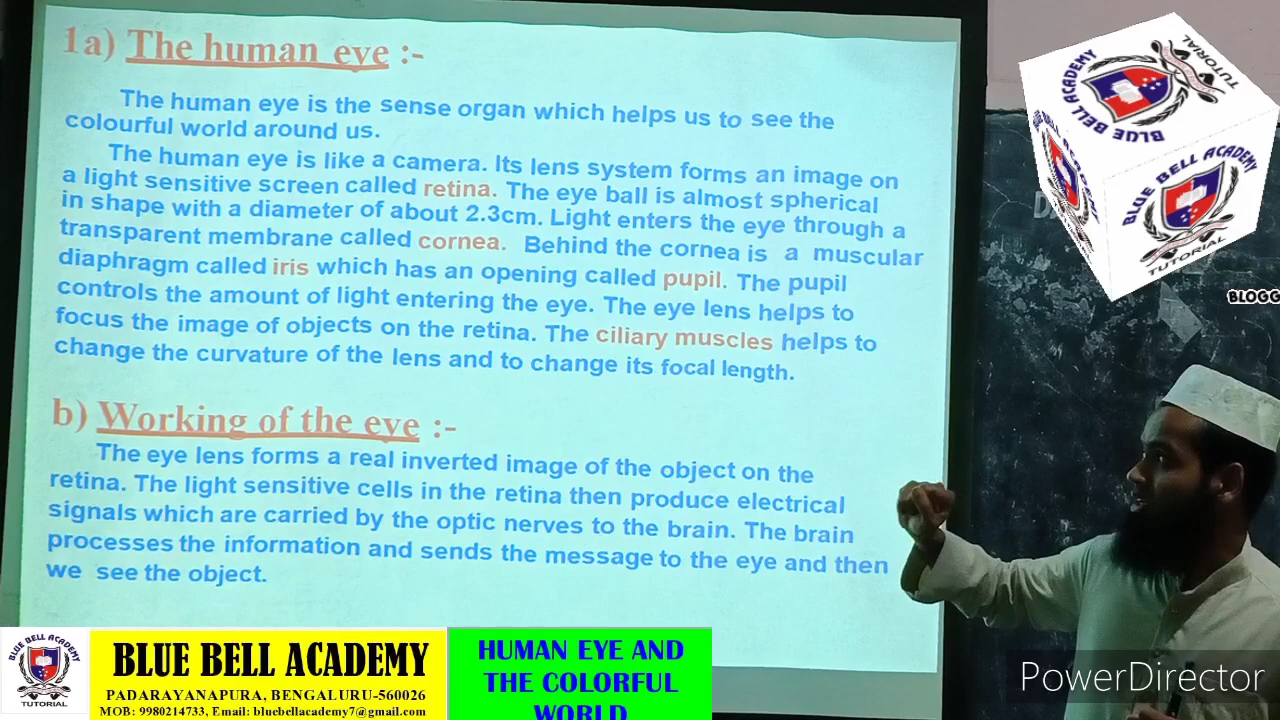 1a) The human eye :-
The human eye is the sense organ which helps us to see the
colourful world around us.
The human eye is like a camera. Its lens system forms an image on
a light sensitive screen called retina. The eye ball is almost spherical
in shape with a diameter of about 2.3cm. Light enters the eye through a
transparent membrane called cornea. Behind the cornea is a muscular
diaphragm called iris which has an opening called pupil. The pupil
controls the amount of light entering the eye. The eye lens helps to
focus the image of objects on the retina. The ciliary muscles helps to
change the curvature of the lens and to change its focal length.
b) Working of the eye :-
The eye lens forms a real inverted image of the object on the
retina. The light sensitive cells in the retina then produce electrical
signals which are carried by the optic nerves to the brain. The brain
processes the information and sends the message to the eye and then
we see the object.
BLUE BELL ACADEMY
TUTORIAL
BLUE BELL ACADEMY
TUTORIAL
BLOGG
BLUE BELL ACADEMY
TUTORIAL
BLUE BELL ACADEMY
PADARAYANAPURA, BENGALURU-560026
MOB: 9980214733, Email: bluebellacademy7@gmail.com
HUMAN EYE AND
THE COLORFUL
WORLD
PowerDirector